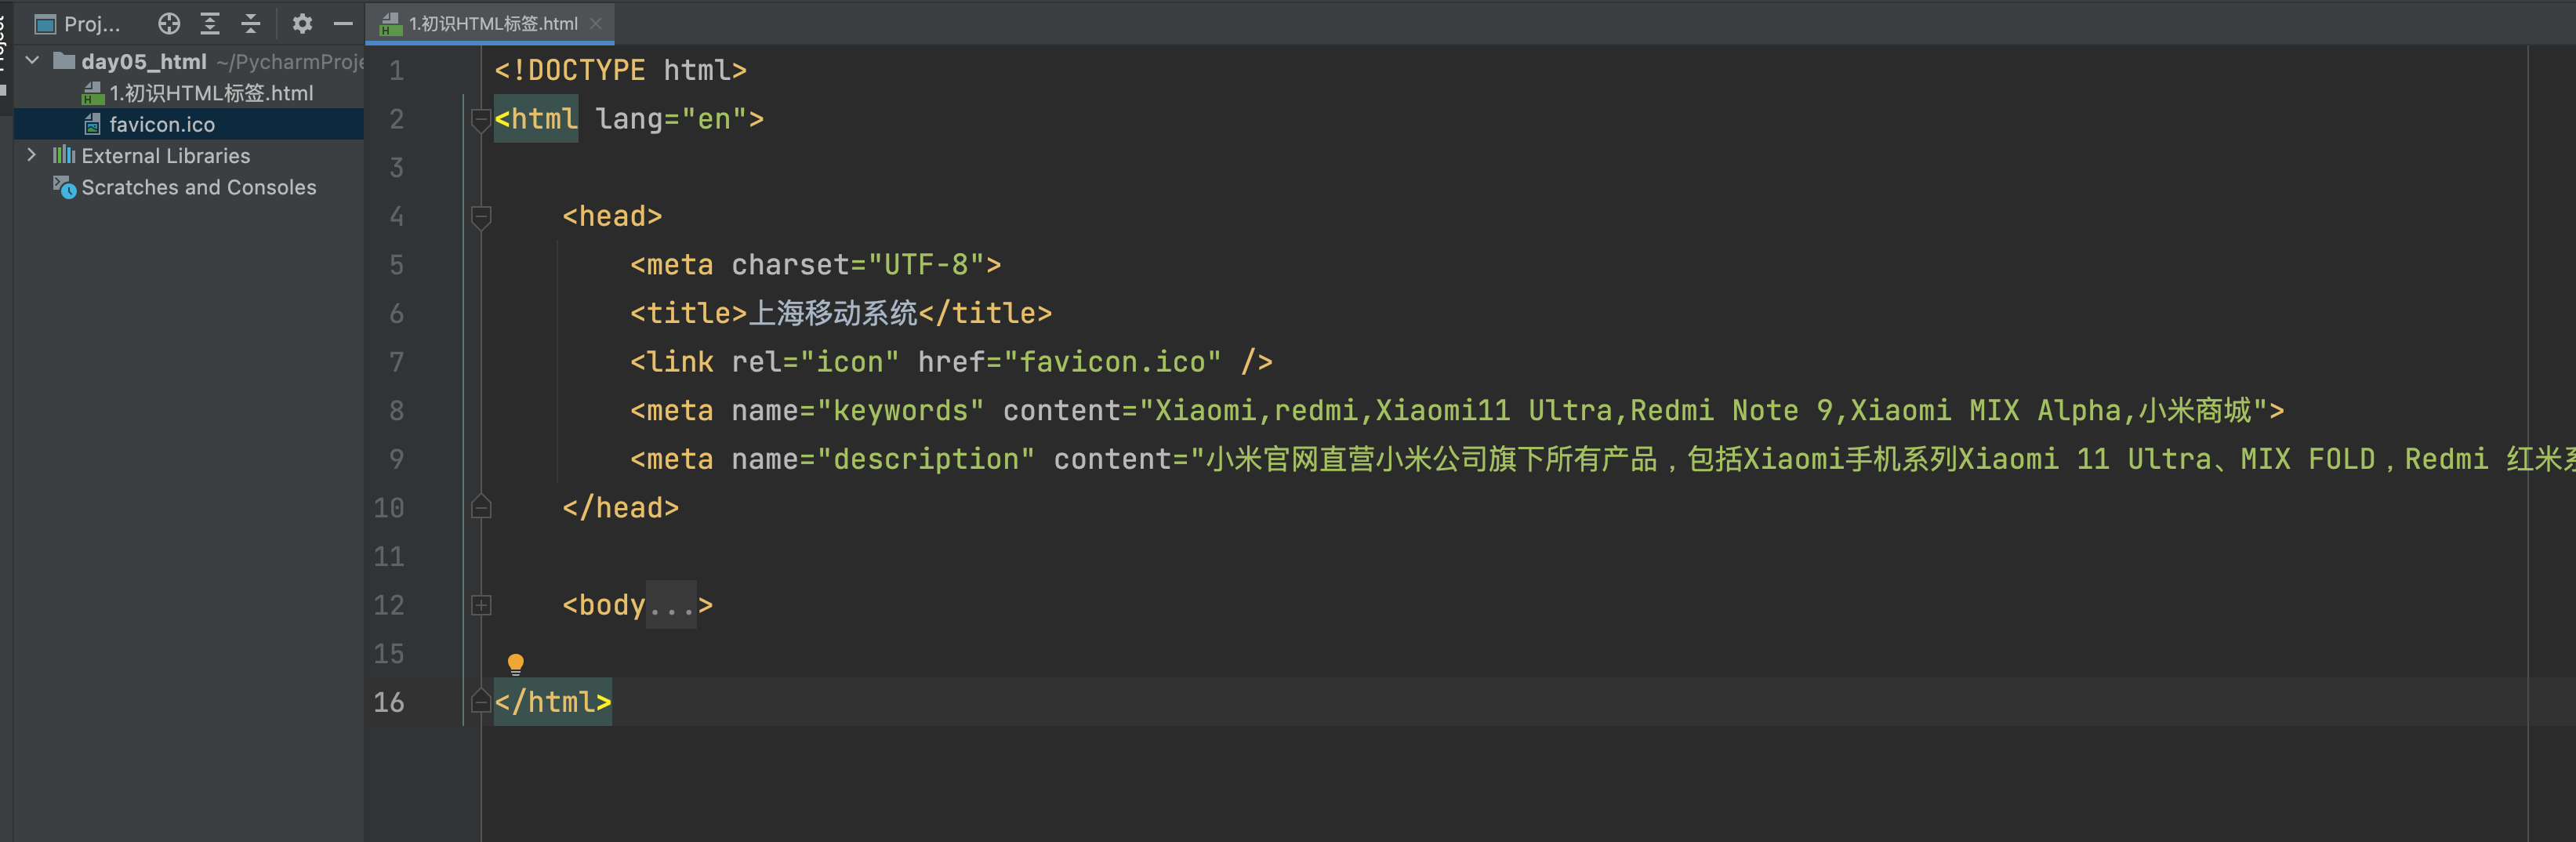 Proj...
1.初识HTML标签.html
day05_html ~/PycharmProje
1.初识HTML标签.html
favicon.ico
External Libraries
Scratches and Consoles
1 <!DOCTYPE html>
2 <html lang="en">
3
4 <head>
5 <meta charset="UTF-8">
6 <title>上海移动系统</title>
7 <link rel="icon" href="favicon.ico" />
8 <meta name="keywords" content="Xiaomi,redmi,Xiaomi11 Ultra,Redmi Note 9,Xiaomi MIX Alpha,小米商城">
9 <meta name="description" content="小米官网直营小米公司旗下所有产品，包括Xiaomi手机系列Xiaomi 11 Ultra、MIX FOLD，Redmi 红米
10 </head>
11
12 <body...>
15
16 </html>